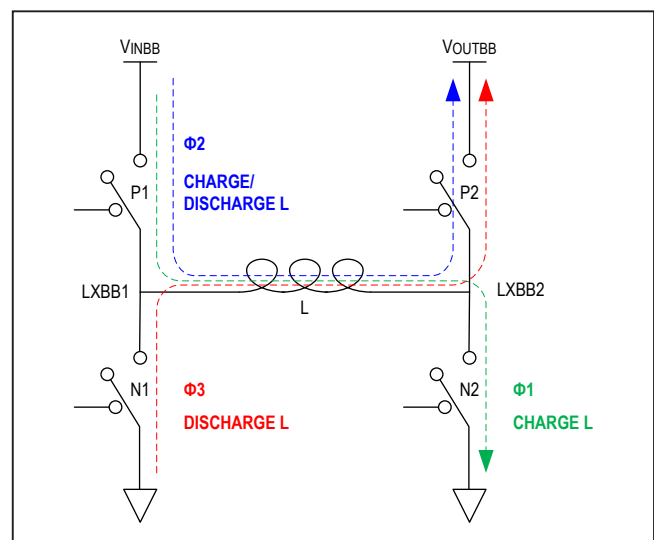 VINBB
VOUTBB
Φ2
CHARGE/
DISCHARGE L
P1
P2
LXBB1
LXBB2
L
N1
Φ3
DISCHARGE L
N2
Φ1
CHARGE L